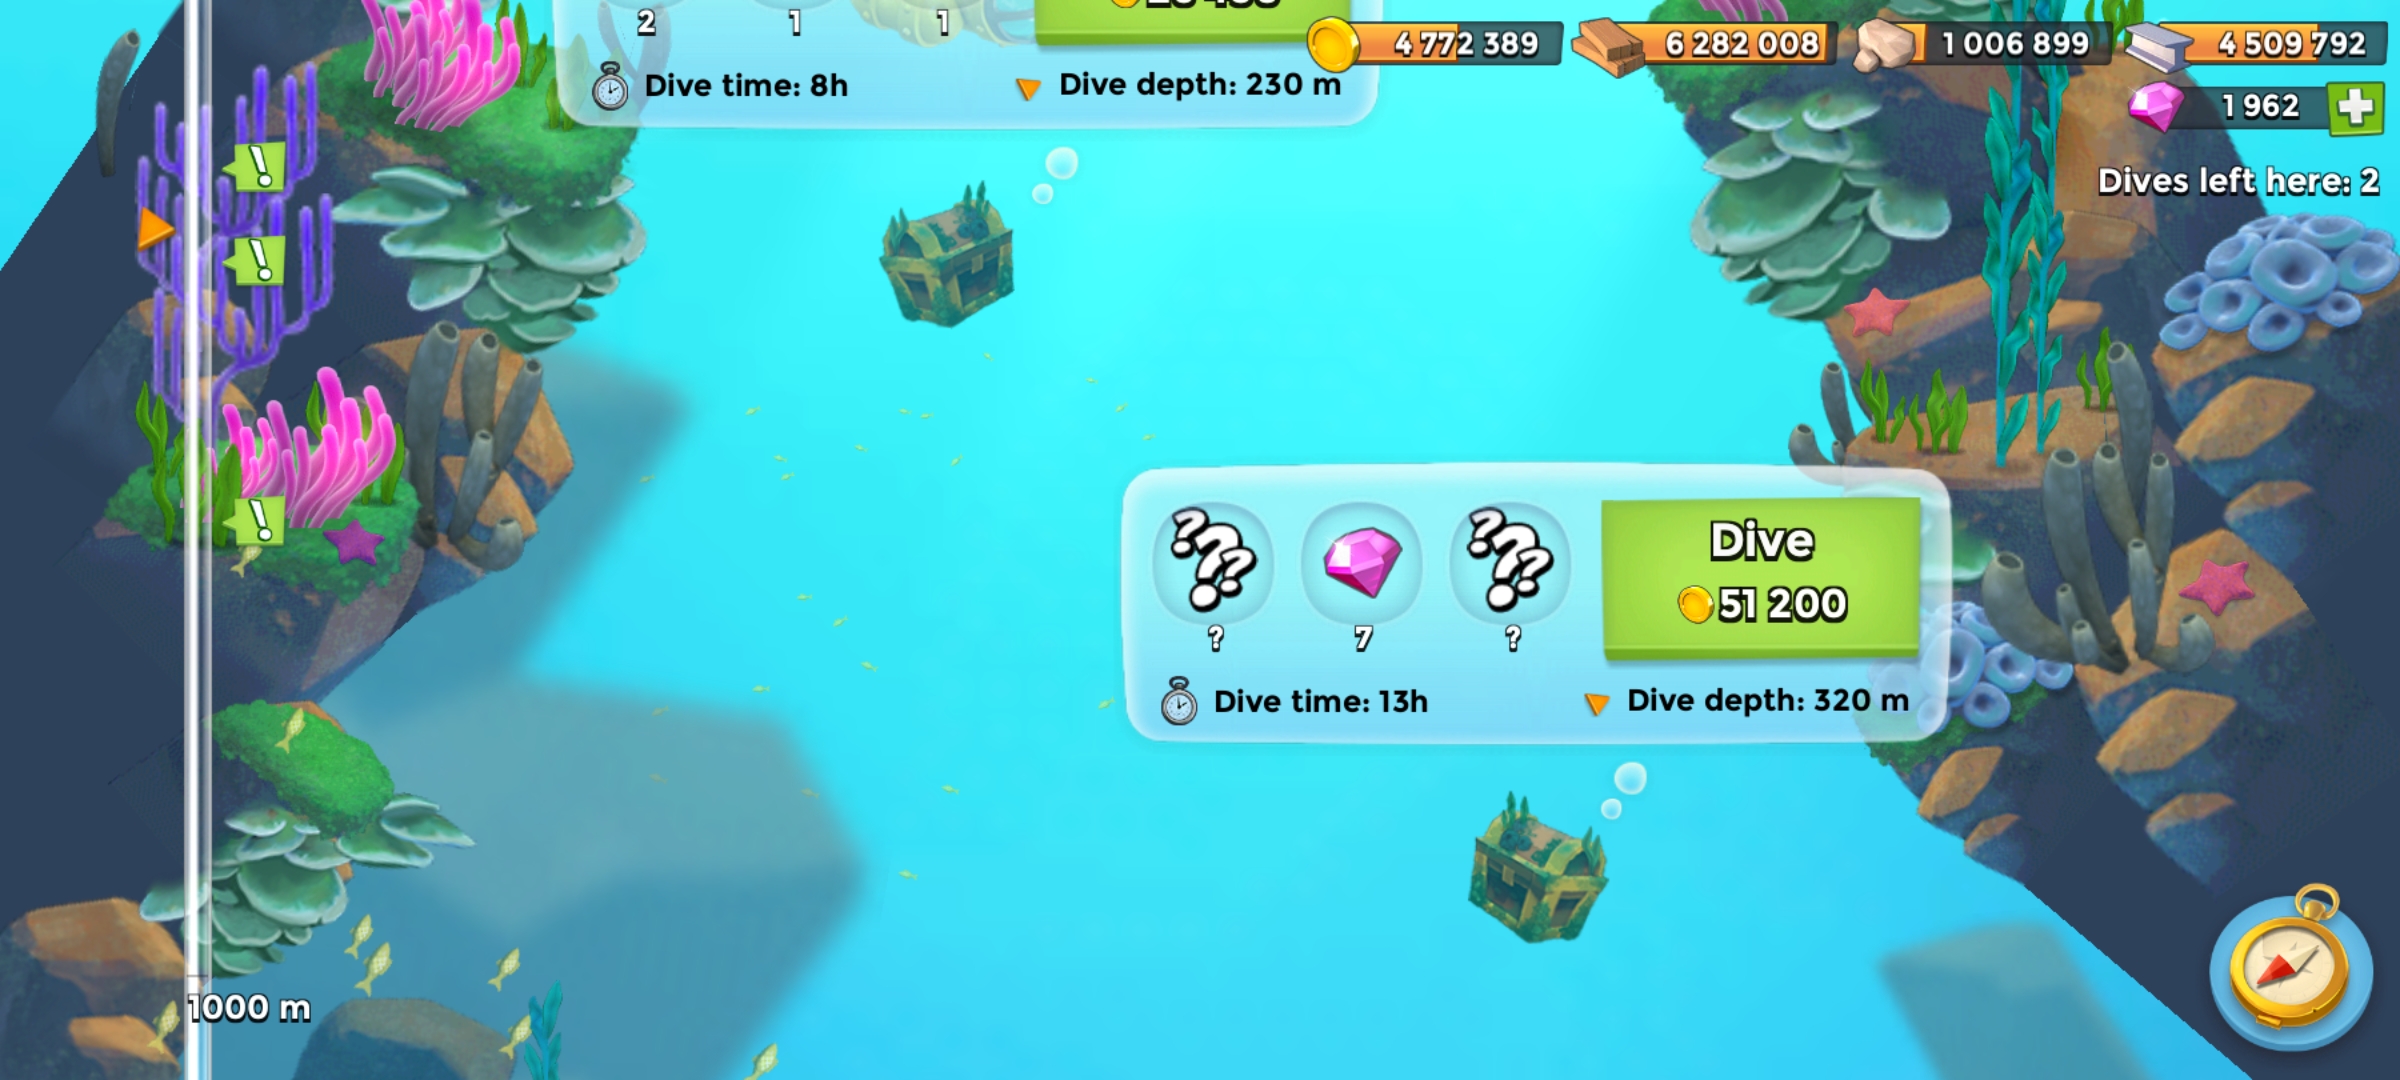 2
1
1
Dive time: 8h
Dive depth: 230 m
4 772 389
6 282 008
1 006 899
4 509 792
1 962
Dives left here: 2
!
!
!
???
???
?
7
?
Dive
51 200
Dive time: 13h
Dive depth: 320 m
1000 m